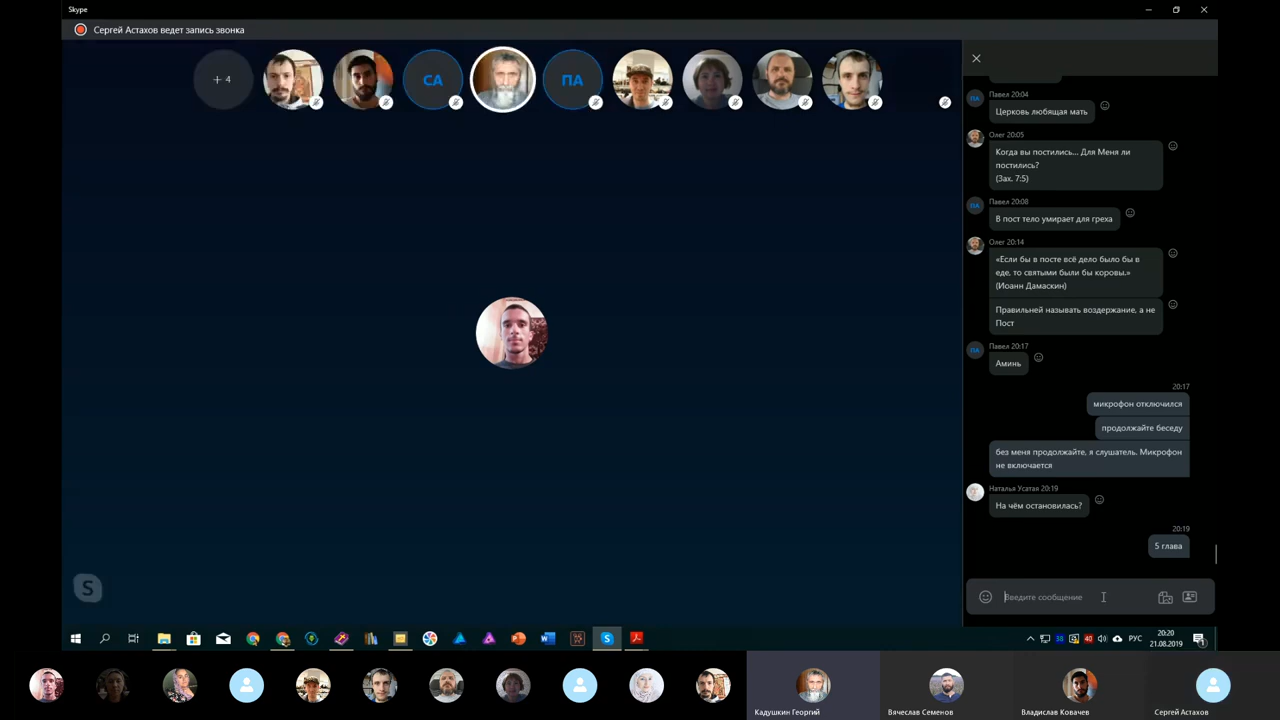 Skype
Сергей Астахов ведет запись звонка
+ 4
СА
ПА
Павел 20:04
ПА
Церковь любящая мать
Олег 20:05
Когда вы постились... Для Меня ли
постились?
(Зах. 7:5)
Павел 20:08
ПА
В пост тело умирает для греха
Олег 20:14
«Если бы в посте всё дело было бы в
еде, то святыми были бы коровы.»
(Иоанн Дамаскин)
Правильней называть воздержание, а не
Пост
Павел 20:17
ПА
Аминь
20:17
микрофон отключился
продолжайте беседу
без меня продолжайте, я слушатель. Микрофон
не включается
Наталья Усатая 20:19
На чём остановилась?
20:19
5 глава
Введите сообщение
S
38
40
РУС
20:20
21.08.2019
Кадушкин Георгий
Вячеслав Семенов
Владислав Ковачев
Сергей Астахов